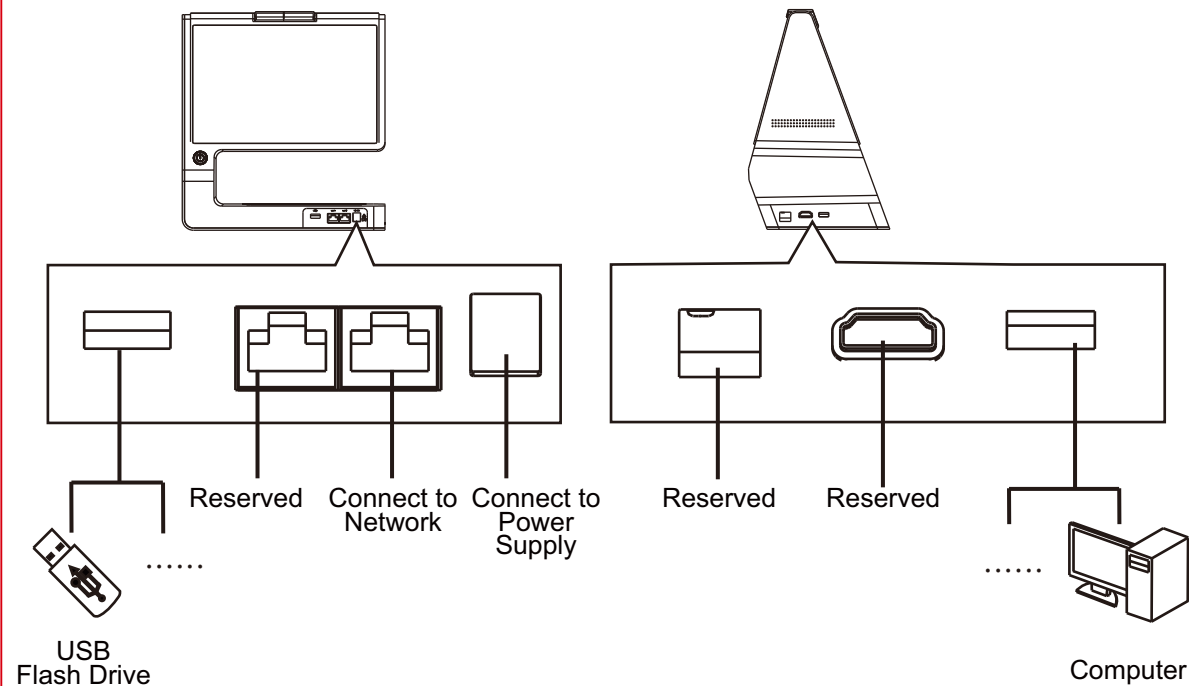 Reserved
Connect to
Network
Connect to
Power
Supply
Reserved
Reserved
......
......
USB
Flash Drive
Computer